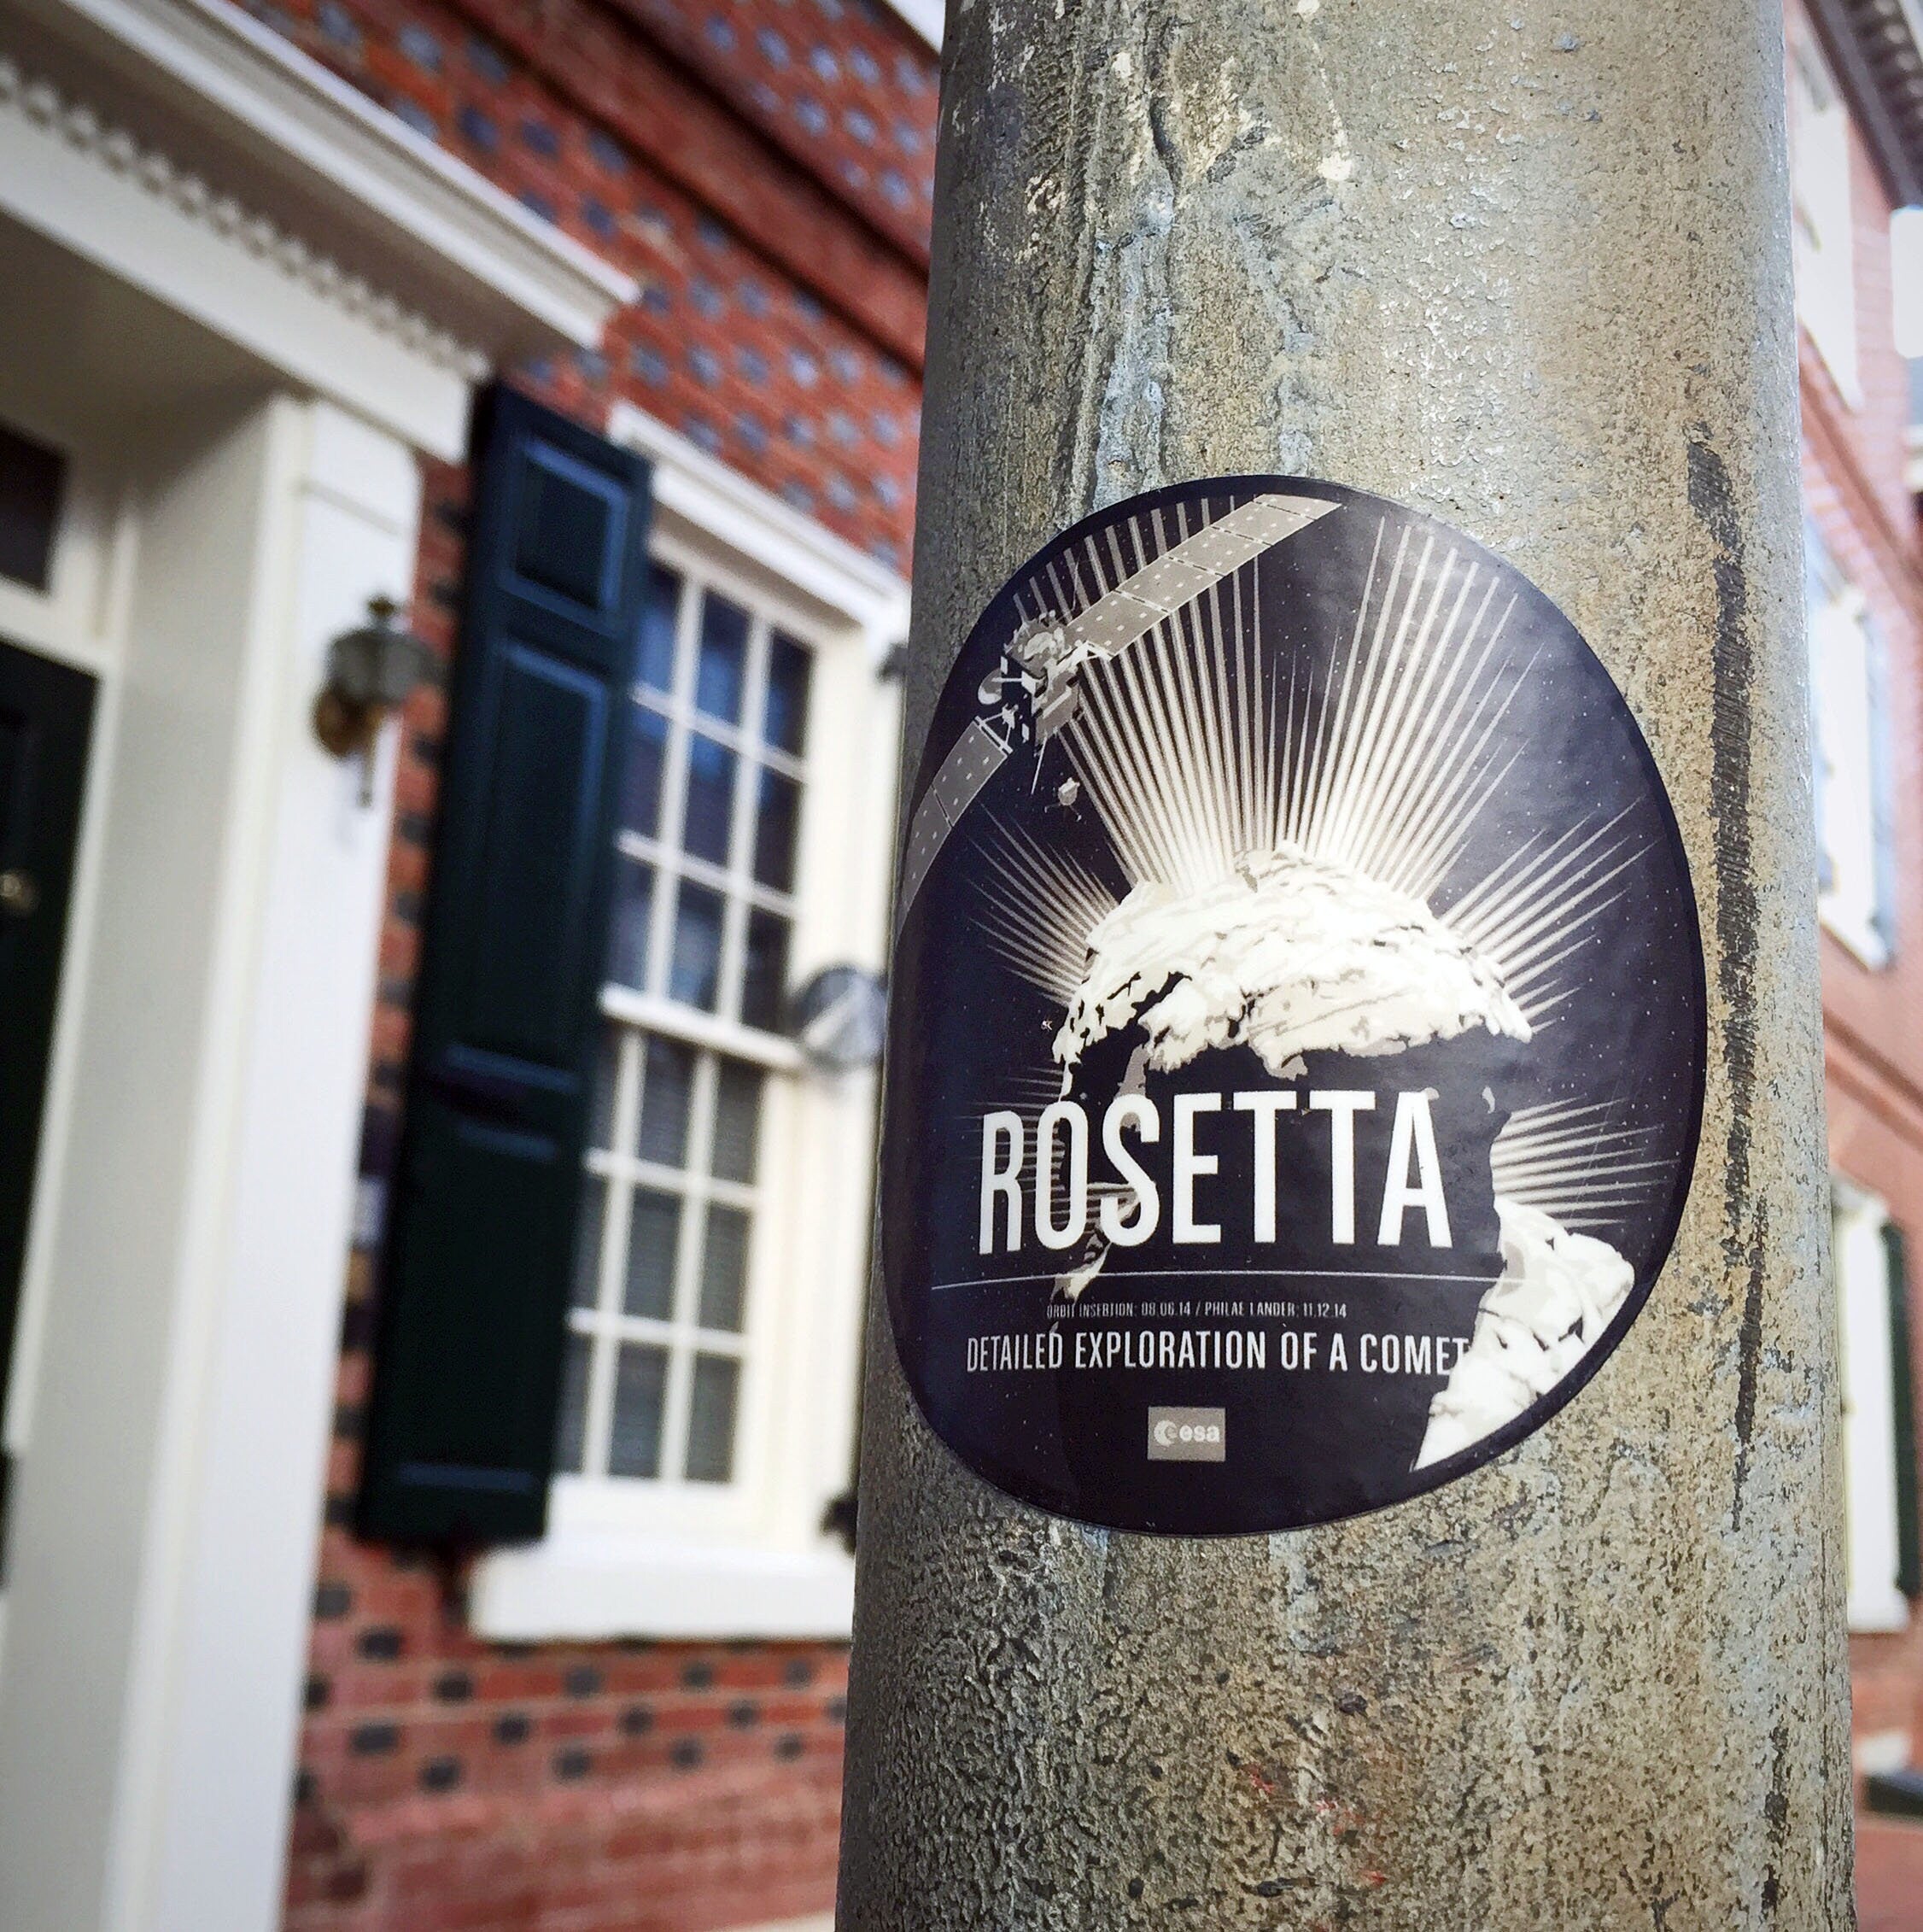 ROSETTA
ORBIT INSERTION: 08.06.14 / PHILAE LANDER: 11.12.14
DETAILED EXPLORATION OF A COMET
esa